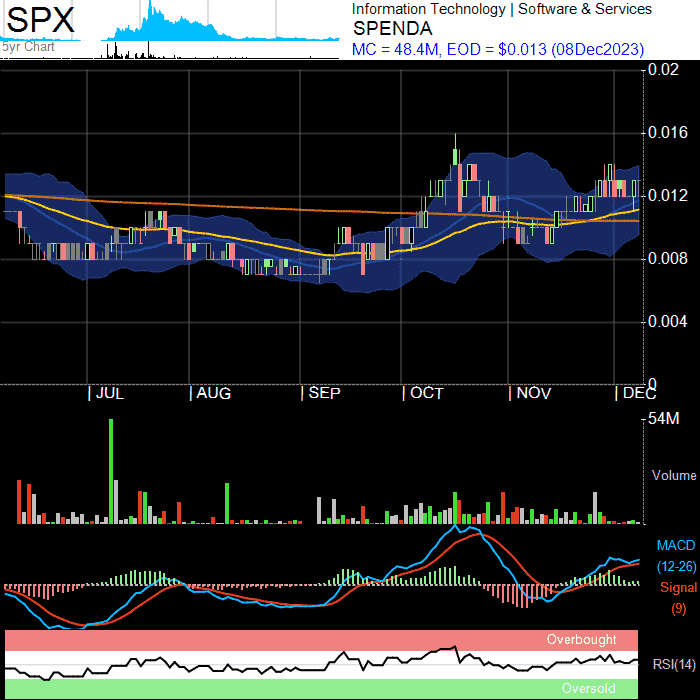 SPX
5yr Chart
Information Technology | Software & Services
SPENDA
MC = 48.4M, EOD = $0.013 (08Dec2023)
0.02
0.016
0.012
0.008
0.004
0
| JUL | AUG | SEP | OCT | NOV | DEC
54M
Volume
MACD
(12-26)
Signal
(9)
Overbought
RSI(14)
Oversold